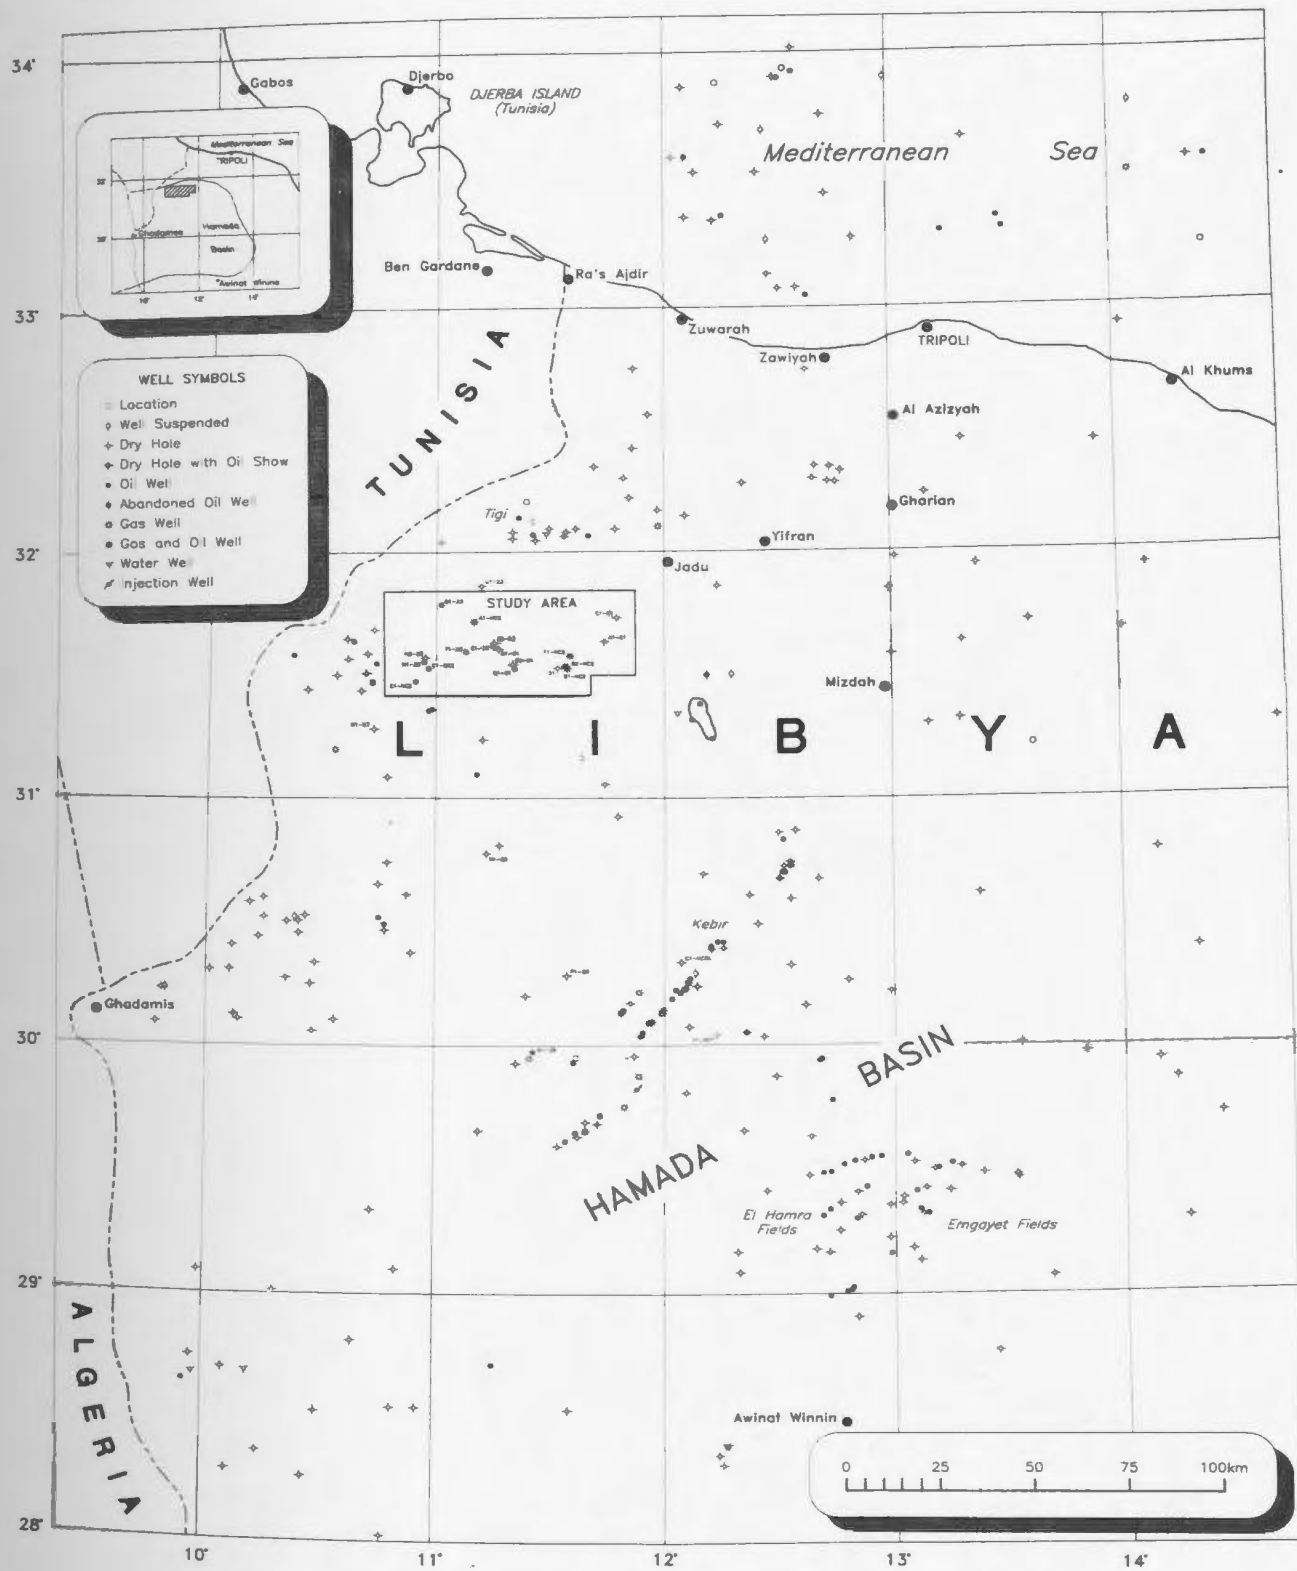 34°
Gabos
Djerbo
DJERBA ISLAND
(Tunisia)
Mediterranean Sea
Mediterranean Sea
TRIPOLI
Ghadames
Hamada
Basin
Awinat Winnin
10°
12°
14°
Ben Gardane
Ra's Ajdir
33°
Zuwarah
TRIPOLI
Zawiyah
Al Khums
WELL SYMBOLS
Location
Well Suspended
Dry Hole
Dry Hole with Oil Show
Oil Well
Abandoned Oil Well
Gas Well
Gas and Oil Well
Water Well
Injection Well
TUNISIA
Al Azizyah
Gharian
Tigi
Yifran
32°
Jadu
STUDY AREA
Mizdah
L I B Y A
31°
Kebir
Ghadamis
30°
HAMADA BASIN
El Hamra
Fields
Emgayet Fields
29°
ALGERIA
Awinat Winnin
0 25 50 75 100km
28°
10° 11° 12° 13° 14°